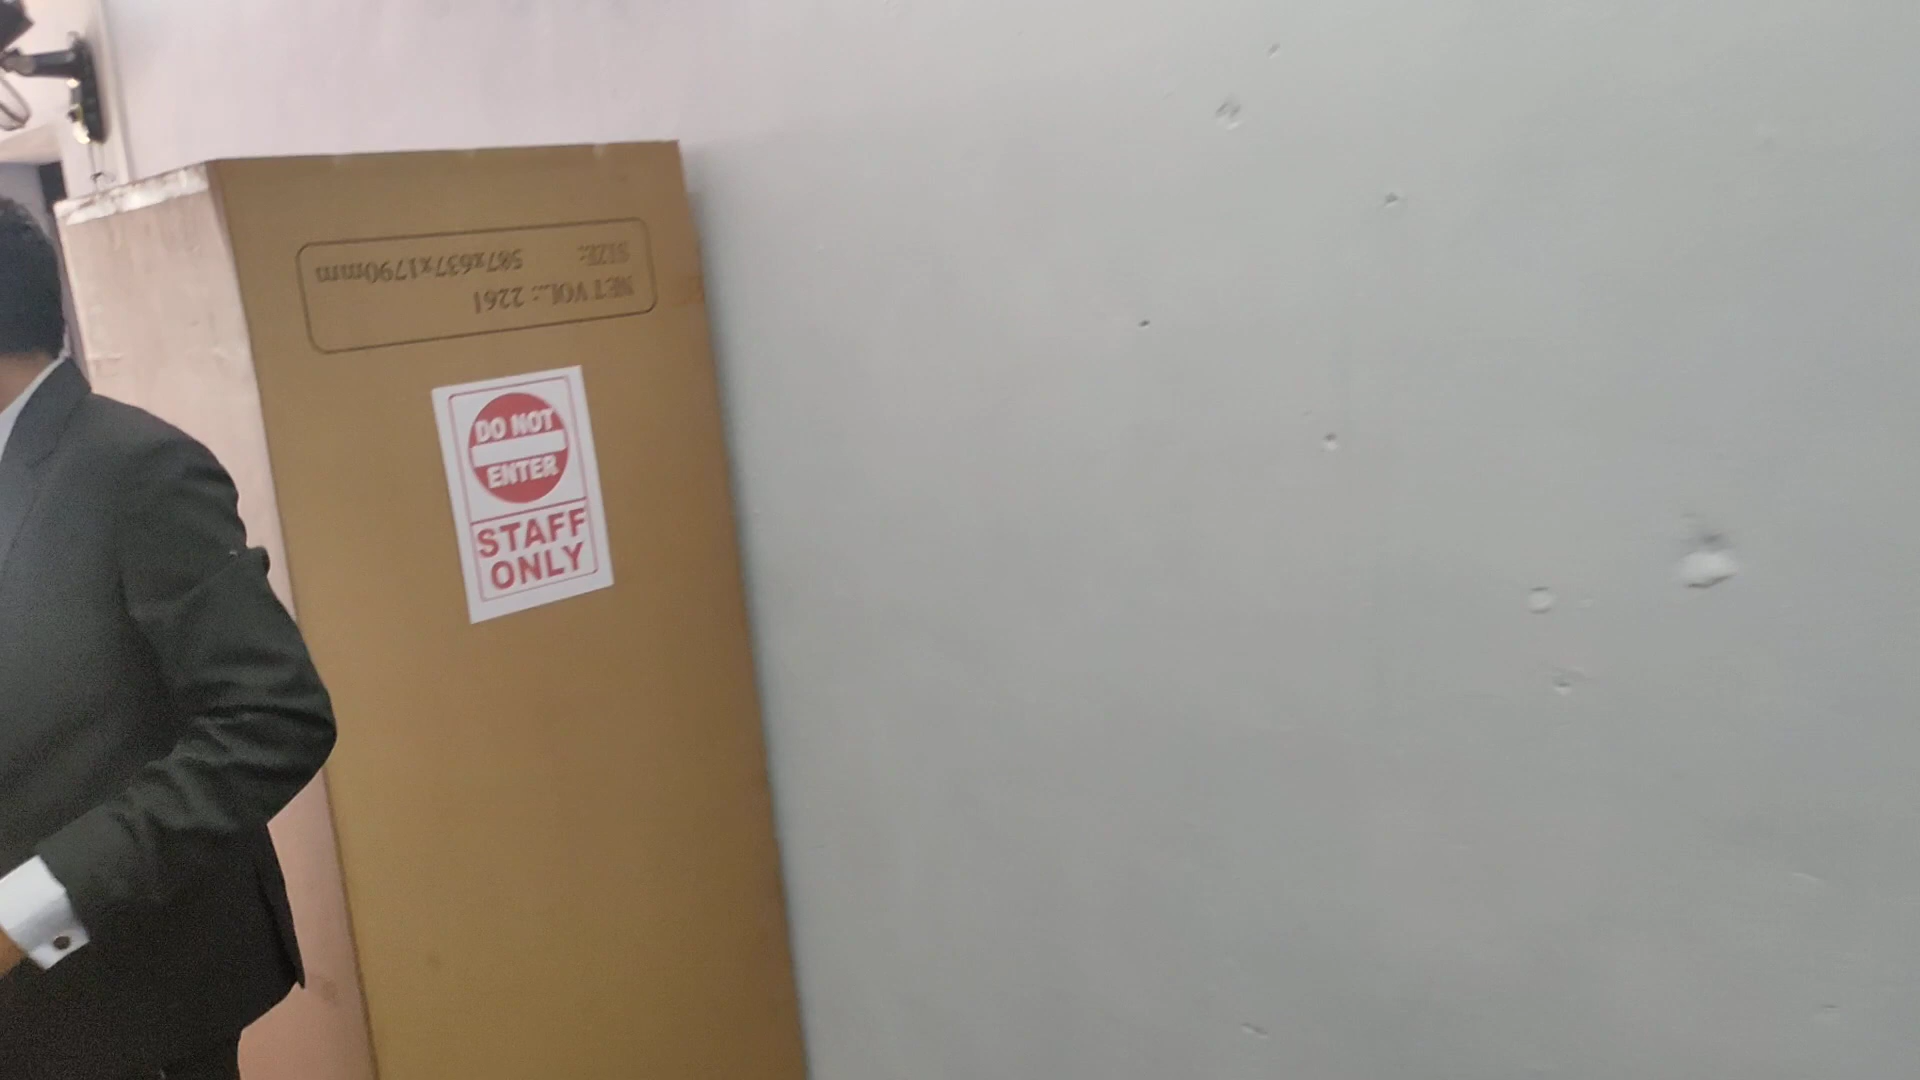 SIZE: 587x637x1790mm
NET VOL.: 226l
DO NOT
ENTER
STAFF
ONLY